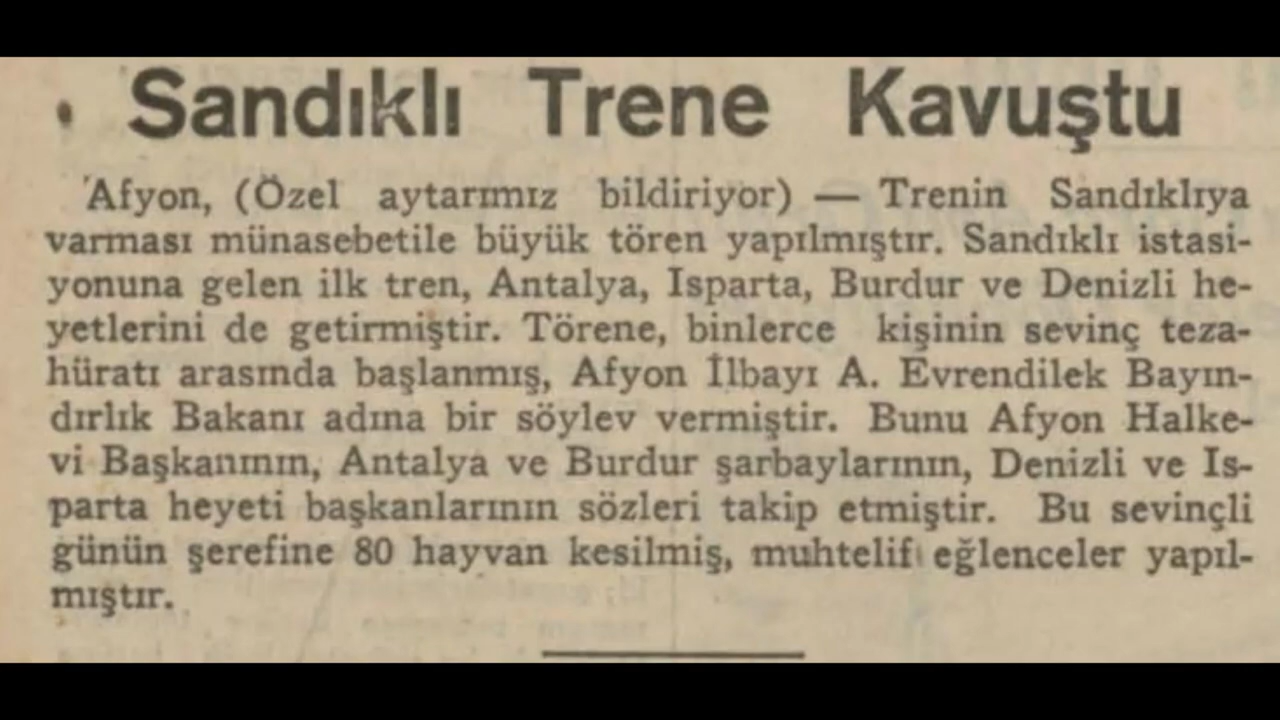 Sandıklı Trene Kavuştu
Afyon, (Özel aytarımız bildiriyor) — Trenin Sandıklıya
varması münasebetile büyük tören yapılmıştır. Sandıklı istasi-
yonuna gelen ilk tren, Antalya, Isparta, Burdur ve Denizli he-
yetlerini de getirmiştir. Törene, binlerce kişinin sevinç teza-
hüratı arasında başlanmış, Afyon İlbayı A. Evrendilek Bayın-
dırlık Bakanı adına bir söylev vermiştir. Bunu Afyon Halke-
vi Başkanının, Antalya ve Burdur şarbaylarının, Denizli ve Is-
parta heyeti başkanlarının sözleri takip etmiştir. Bu sevinçli
günün şerefine 80 hayvan kesilmiş, muhtelif eğlenceler yapıl-
mıştır.